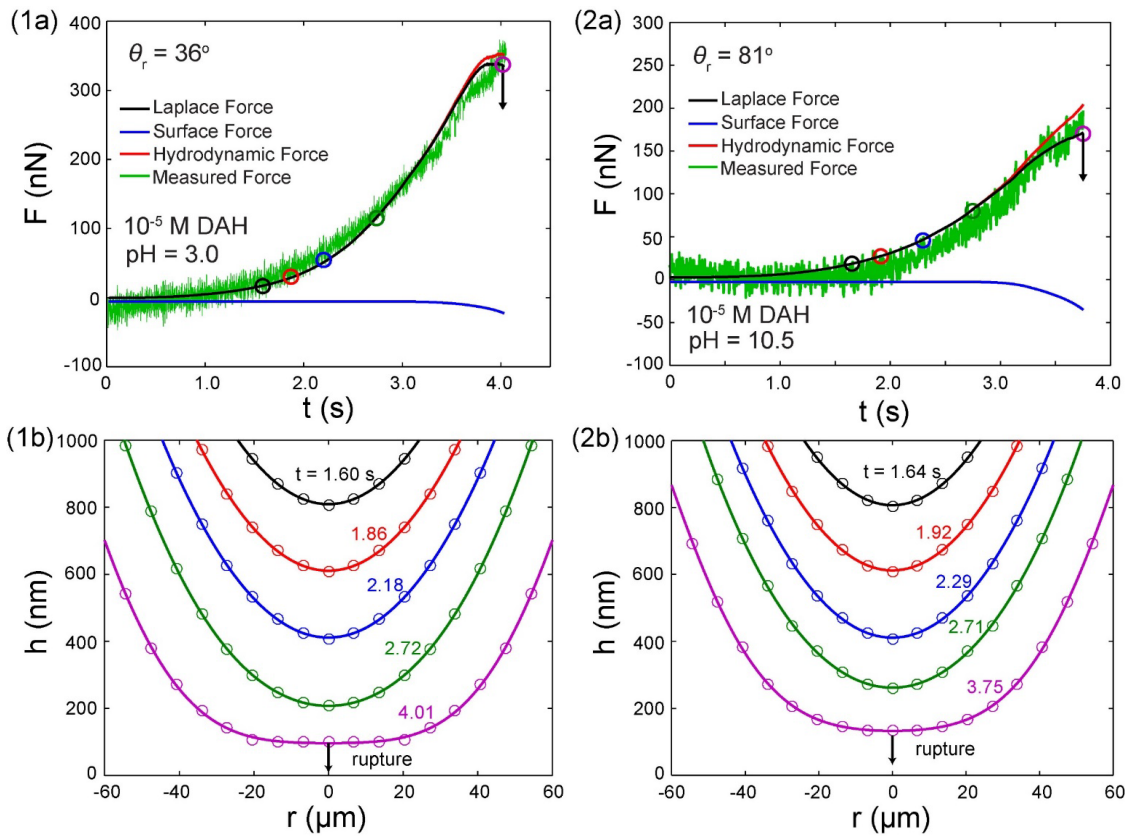 (1a)
400
300
200
100
0
-100
F (nN)
θr = 36º
Laplace Force
Surface Force
Hydrodynamic Force
Measured Force
10-5 M DAH
pH = 3.0
0
1.0
2.0
3.0
4.0
5.0
t (s)
(2a)
300
250
200
150
100
50
0
-50
-100
F (nN)
θr = 81º
Laplace Force
Surface Force
Hydrodynamic Force
Measured Force
10-5 M DAH
pH = 10.5
0
1.0
2.0
3.0
4.0
t (s)
(1b)
1000
800
600
400
200
0
h (nm)
t = 1.60 s
1.86
2.18
2.72
4.01
rupture
-60
-40
-20
0
20
40
60
r (µm)
(2b)
1000
800
600
400
200
0
h (nm)
t = 1.64 s
1.92
2.29
2.71
3.75
rupture
-60
-40
-20
0
20
40
60
r (µm)